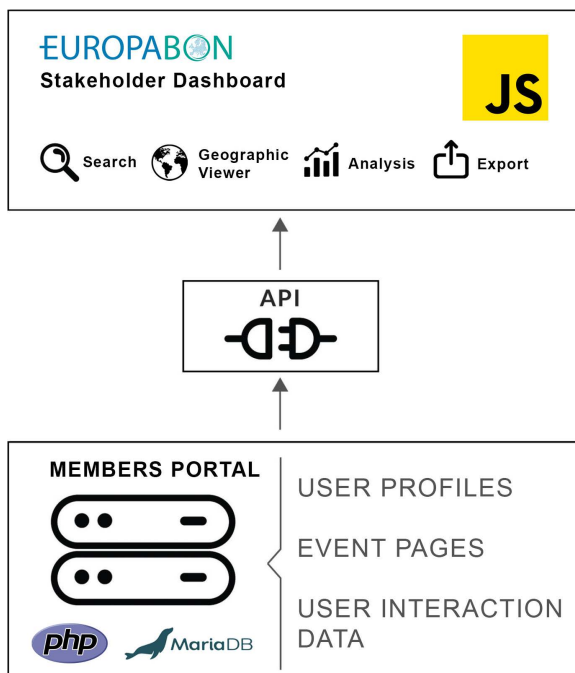 EUROPABON
Stakeholder Dashboard
JS
Search
Geographic
Viewer
Analysis
Export
API
MEMBERS PORTAL
USER PROFILES
EVENT PAGES
USER INTERACTION
DATA
php
MariaDB